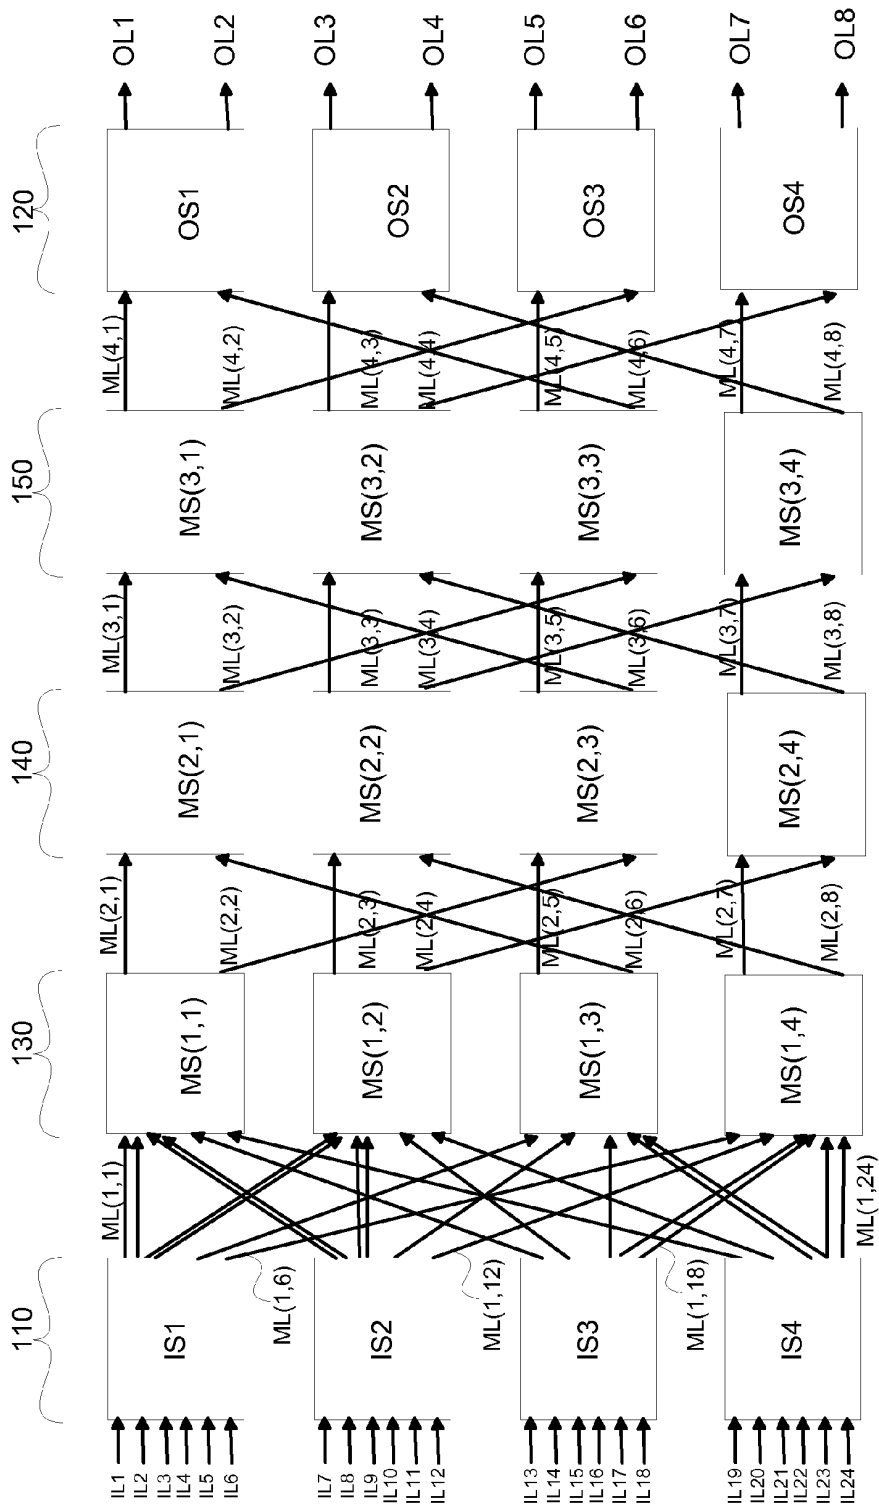 110
130
140
150
120
IL1
IL2
IL3
IL4
IL5
IL6
IS1
ML(1,1)
MS(1,1)
ML(2,1)
ML(2,2)
MS(2,1)
ML(3,1)
ML(3,2)
MS(3,1)
ML(4,1)
ML(4,2)
OS1
OL1
OL2
ML(1,6)
IL7
IL8
IL9
IL10
IL11
IL12
IS2
MS(1,2)
ML(2,3)
ML(2,4)
MS(2,2)
ML(3,3)
ML(3,4)
MS(3,2)
ML(4,3)
ML(4,4)
OS2
OL3
OL4
ML(1,12)
IL13
IL14
IL15
IL16
IL17
IL18
IS3
MS(1,3)
ML(2,5)
ML(2,6)
MS(2,3)
ML(3,5)
ML(3,6)
MS(3,3)
ML(4,5)
ML(4,6)
OS3
OL5
OL6
ML(1,18)
IL19
IL20
IL21
IL22
IL23
IL24
IS4
ML(1,24)
MS(1,4)
ML(2,7)
ML(2,8)
MS(2,4)
ML(3,7)
ML(3,8)
MS(3,4)
ML(4,7)
ML(4,8)
OS4
OL7
OL8